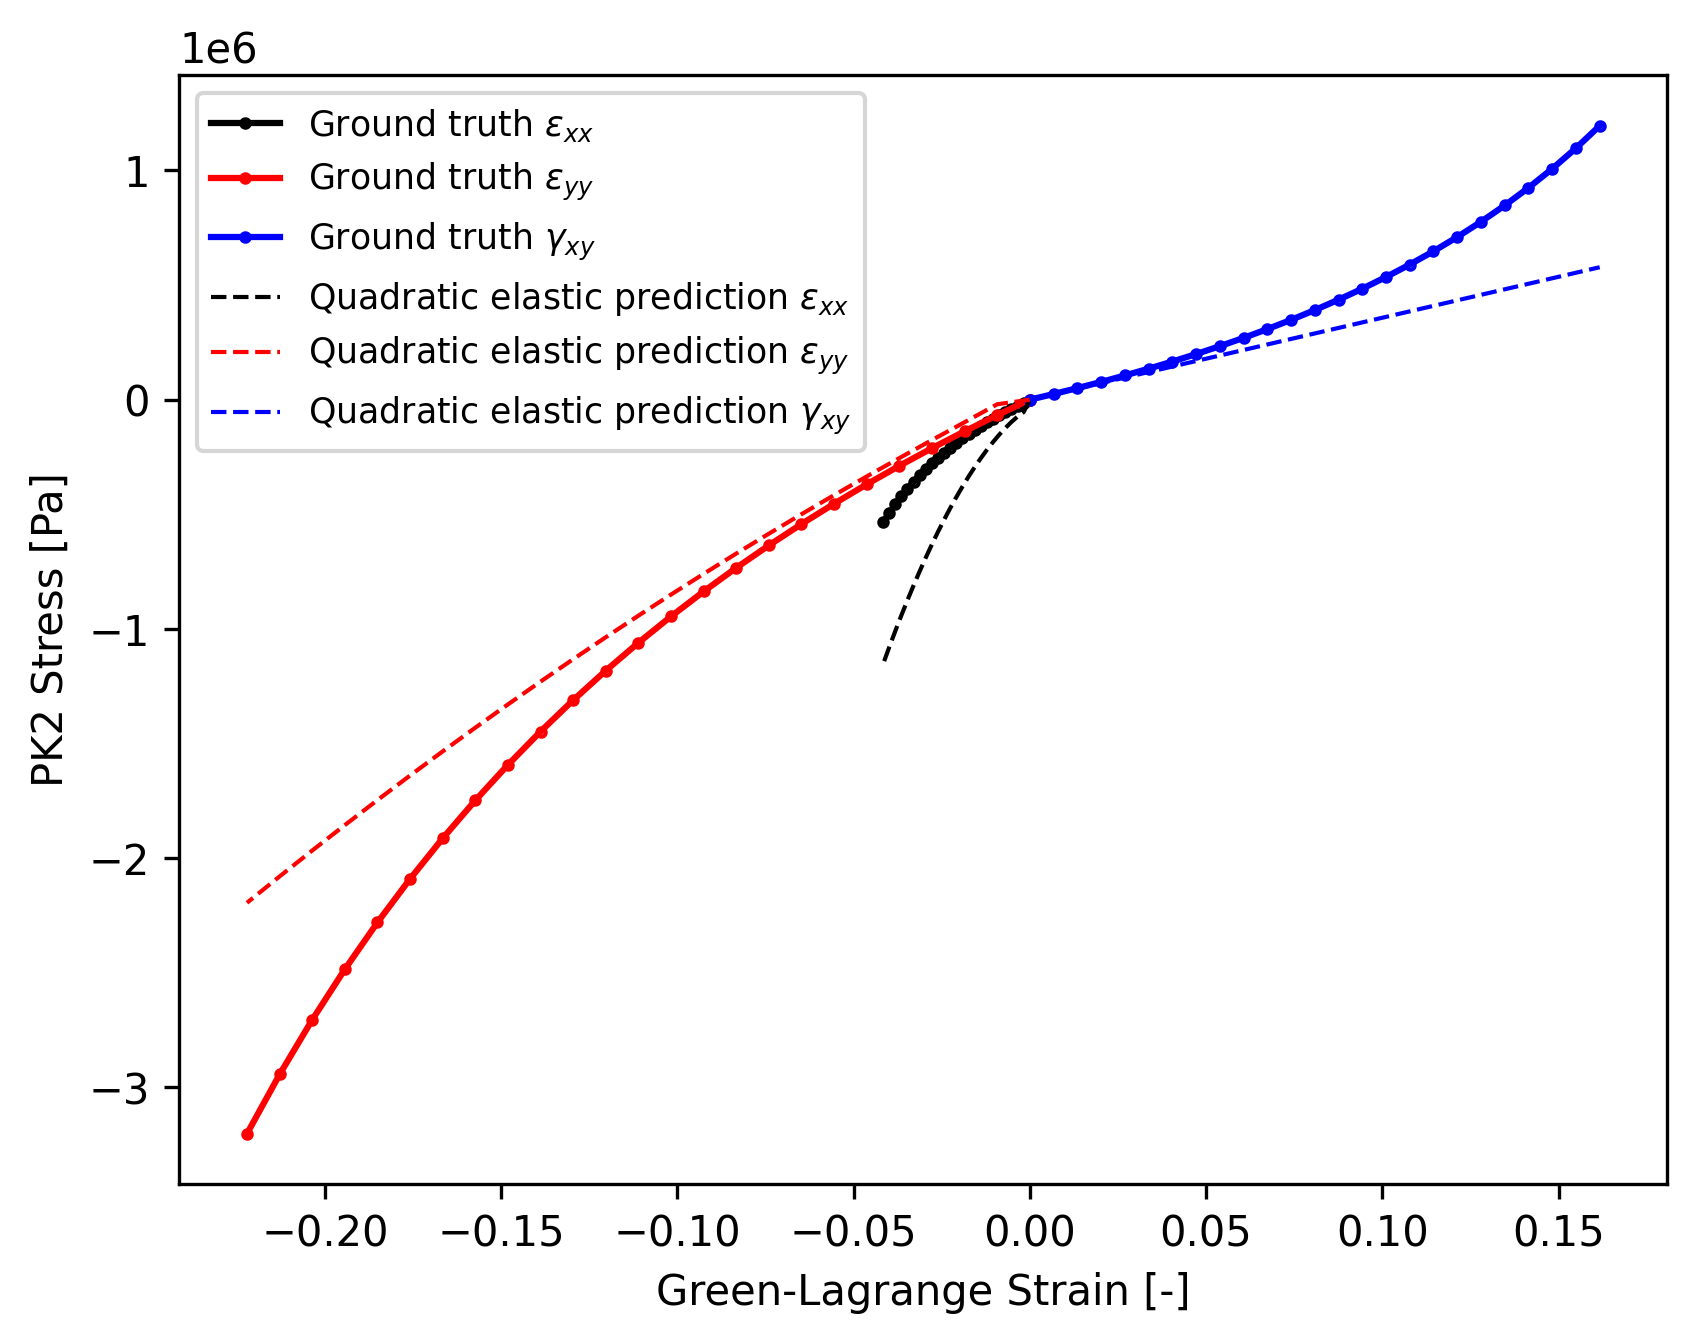 1e6
Ground truth εxx
Ground truth εyy
Ground truth γxy
Quadratic elastic prediction εxx
Quadratic elastic prediction εyy
Quadratic elastic prediction γxy
1
0
−1
−2
−3
PK2 Stress [Pa]
−0.20 −0.15 −0.10 −0.05 0.00 0.05 0.10 0.15
Green-Lagrange Strain [-]